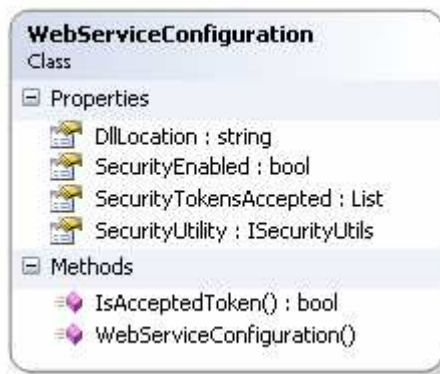 WebServiceConfiguration
Class
Properties
DllLocation : string
SecurityEnabled : bool
SecurityTokensAccepted : List
SecurityUtility : ISecurityUtils
Methods
IsAcceptedToken() : bool
WebServiceConfiguration()